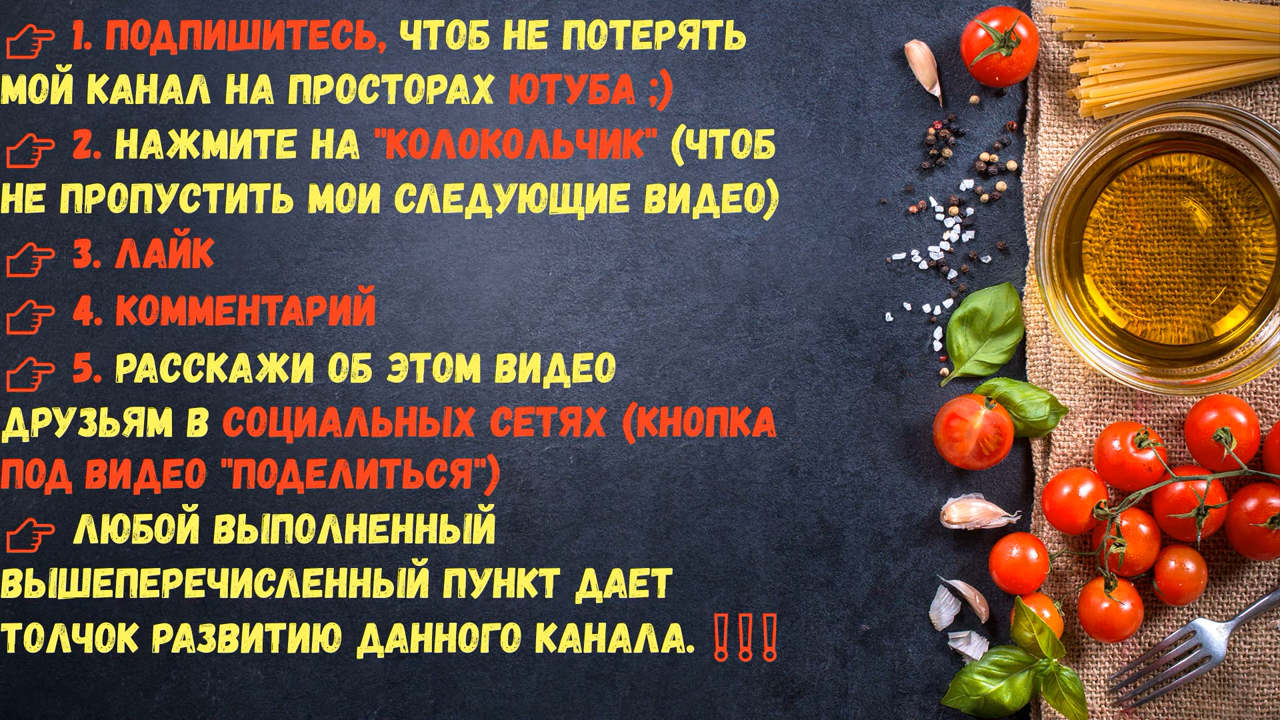 👉 1. ПОДПИШИТЕСЬ, ЧТОБ НЕ ПОТЕРЯТЬ
МОЙ КАНАЛ НА ПРОСТОРАХ ЮТУБА ;)
👉 2. НАЖМИТЕ НА "КОЛОКОЛЬЧИК" (ЧТОБ
НЕ ПРОПУСТИТЬ МОИ СЛЕДУЮЩИЕ ВИДЕО)
👉 3. ЛАЙК
👉 4. КОММЕНТАРИЙ
👉 5. РАССКАЖИ ОБ ЭТОМ ВИДЕО
ДРУЗЬЯМ В СОЦИАЛЬНЫХ СЕТЯХ (КНОПКА
ПОД ВИДЕО "ПОДЕЛИТЬСЯ")
👉 ЛЮБОЙ ВЫПОЛНЕННЫЙ
ВЫШЕПЕРЕЧИСЛЕННЫЙ ПУНКТ ДАЕТ
ТОЛЧОК РАЗВИТИЮ ДАННОГО КАНАЛА. ❗❗❗